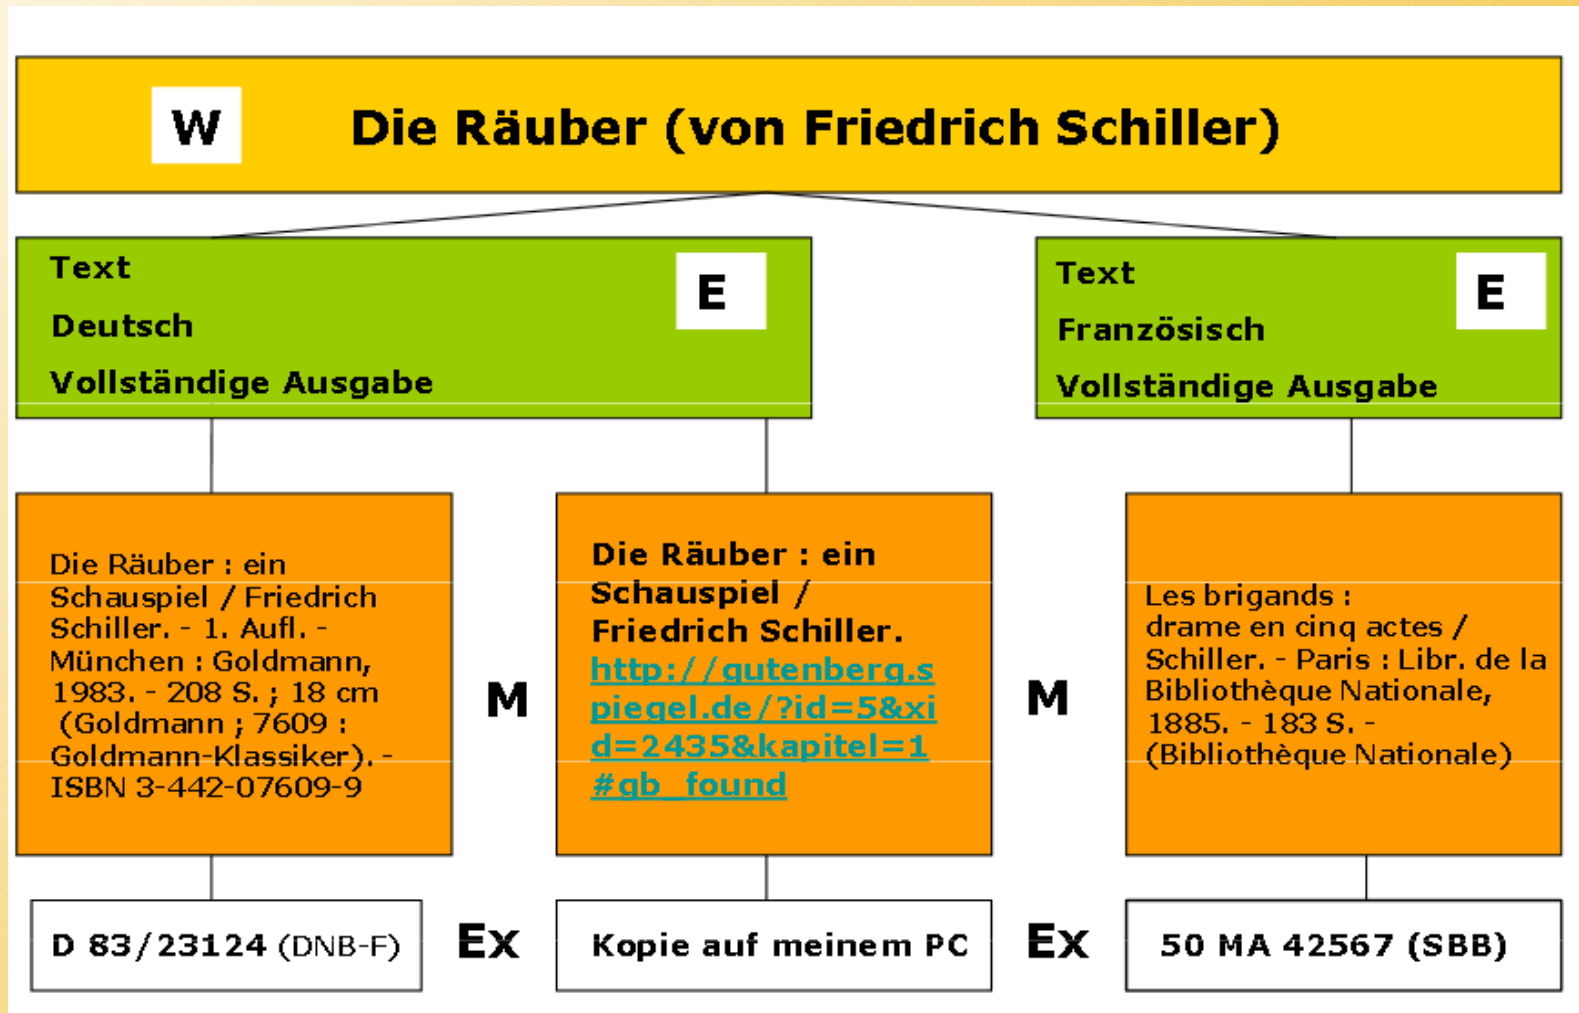 W
Die Räuber (von Friedrich Schiller)
Text
Deutsch
Vollständige Ausgabe
E
Text
Französisch
Vollständige Ausgabe
E
Die Räuber : ein
Schauspiel / Friedrich
Schiller. - 1. Aufl. -
München : Goldmann,
1983. - 208 S. ; 18 cm
(Goldmann ; 7609 :
Goldmann-Klassiker). -
ISBN 3-442-07609-9
M
Die Räuber : ein
Schauspiel /
Friedrich Schiller.
http://gutenberg.s
piegel.de/?id=5&xi
d=2435&kapitel=1
#gb_found
M
Les brigands :
drame en cinq actes /
Schiller. - Paris : Libr. de la
Bibliothèque Nationale,
1885. - 183 S. -
(Bibliothèque Nationale)
D 83/23124 (DNB-F)
Ex
Kopie auf meinem PC
Ex
50 MA 42567 (SBB)